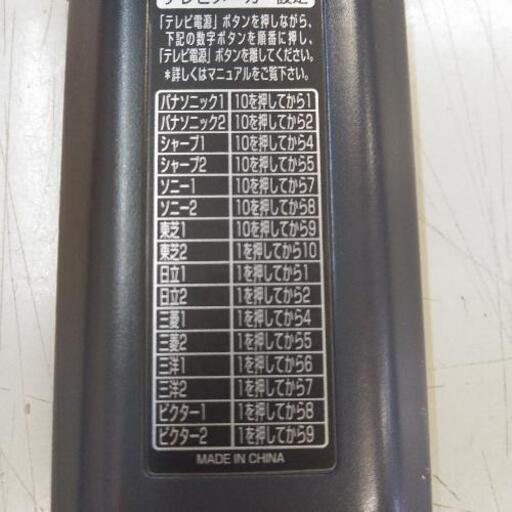 テレビメーカー設定
「テレビ電源」ボタンを押しながら、
下記の数字ボタンを順番に押し、
「テレビ電源」ボタンを離してください。
*詳しくはマニュアルをご覧下さい。
パナソニック1 10を押してから1
パナソニック2 10を押してから2
シャープ1 10を押してから4
シャープ2 10を押してから5
ソニー1 10を押してから7
ソニー2 10を押してから8
東芝1 10を押してから9
東芝2 1を押してから10
日立1 1を押してから1
日立2 1を押してから2
三菱1 1を押してから4
三菱2 1を押してから5
三洋1 1を押してから6
三洋2 1を押してから7
ビクター1 1を押してから8
ビクター2 1を押してから9
MADE IN CHINA